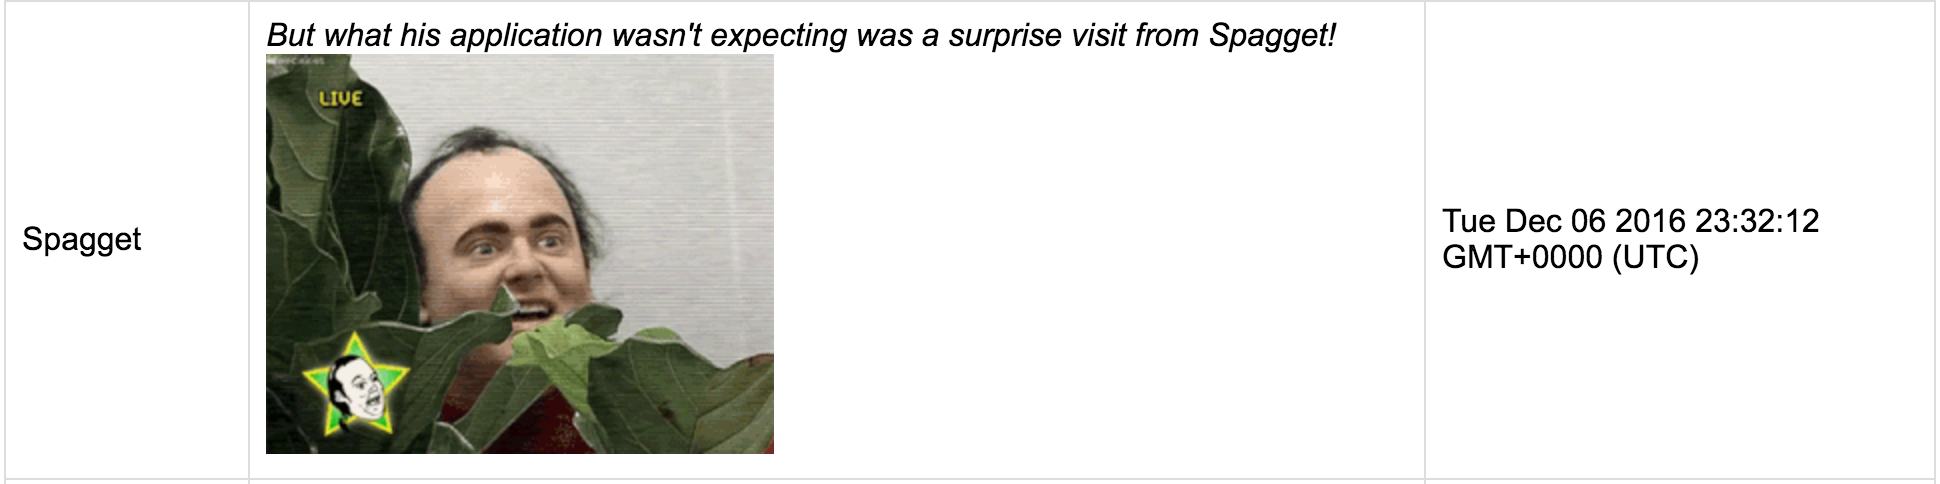 But what his application wasn't expecting was a surprise visit from Spagget!
LIVE
Spagget
Tue Dec 06 2016 23:32:12
GMT+0000 (UTC)